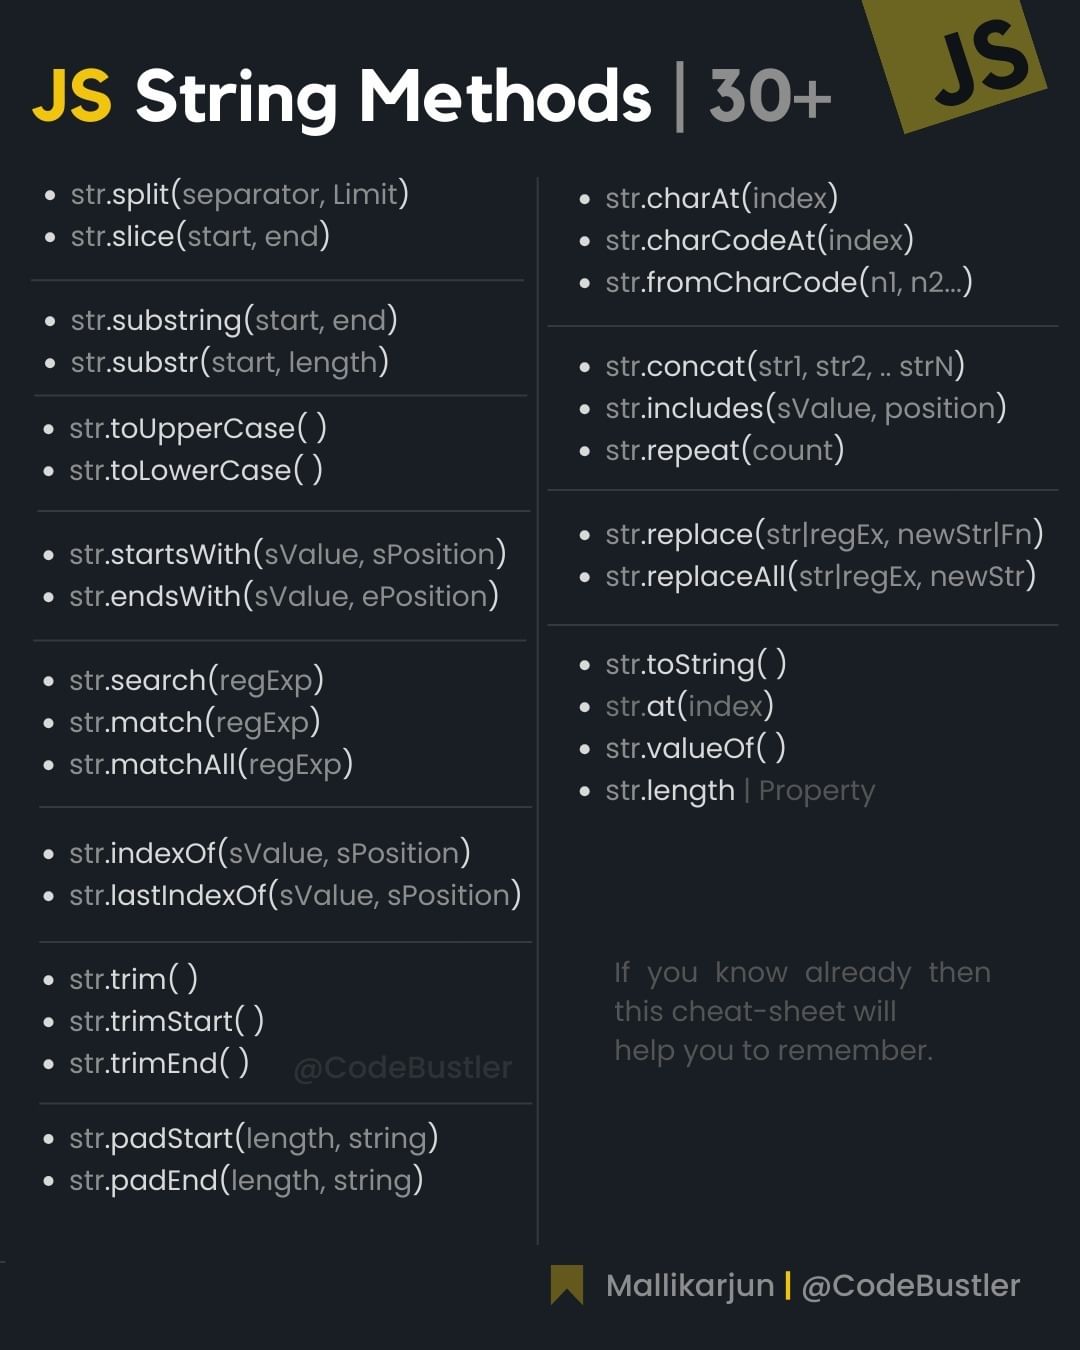 JS String Methods | 30+
JS
str.split(separator, Limit)
str.slice(start, end)
str.substring(start, end)
str.substr(start, length)
str.toUpperCase( )
str.toLowerCase( )
str.startsWith(sValue, sPosition)
str.endsWith(sValue, ePosition)
str.search(regExp)
str.match(regExp)
str.matchAll(regExp)
str.indexOf(sValue, sPosition)
str.lastIndexOf(sValue, sPosition)
str.trim( )
str.trimStart( )
str.trimEnd( )
@CodeBustler
str.padStart(length, string)
str.padEnd(length, string)
str.charAt(index)
str.charCodeAt(index)
str.fromCharCode(n1, n2...)
str.concat(str1, str2, .. strN)
str.includes(sValue, position)
str.repeat(count)
str.replace(str|regEx, newStr|Fn)
str.replaceAll(str|regEx, newStr)
str.toString( )
str.at(index)
str.valueOf( )
str.length | Property
If you know already then
this cheat-sheet will
help you to remember.
Mallikarjun | @CodeBustler